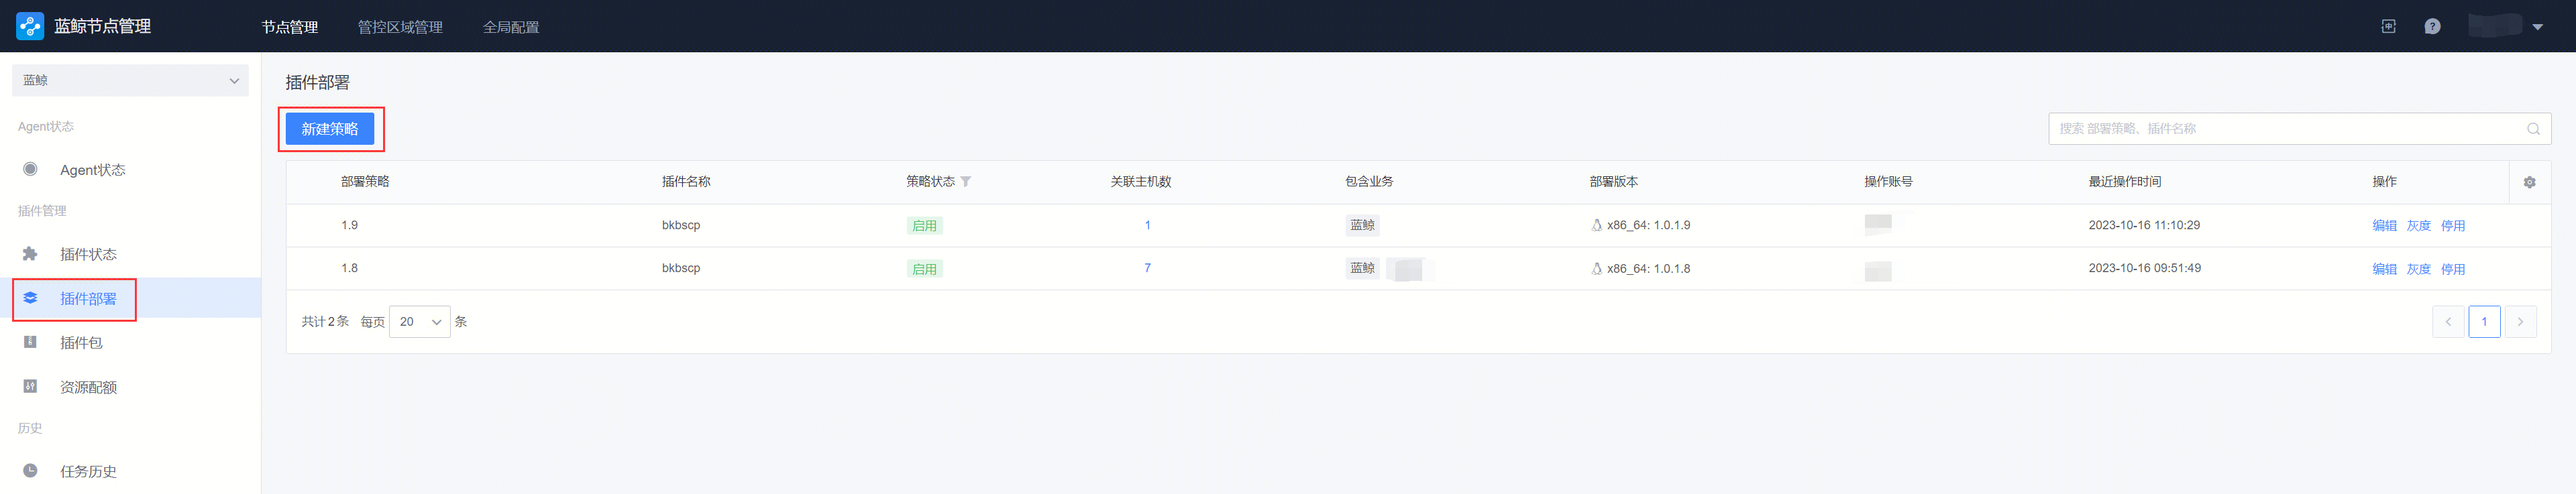 蓝鲸节点管理 节点管理 管控区域管理 全局配置
蓝鲸
Agent状态
Agent状态
插件管理
插件状态
插件部署
插件包
资源配额
历史
任务历史
插件部署
新建策略
搜索 部署策略、插件名称
部署策略 插件名称 策略状态 关联主机数 包含业务 部署版本 操作账号 最近操作时间 操作
1.9 bkbscp 启用 1 蓝鲸 x86_64: 1.0.1.9 2023-10-16 11:10:29 编辑 灰度 停用
1.8 bkbscp 启用 7 蓝鲸 x86_64: 1.0.1.8 2023-10-16 09:51:49 编辑 灰度 停用
共计2条 每页 20 条 1